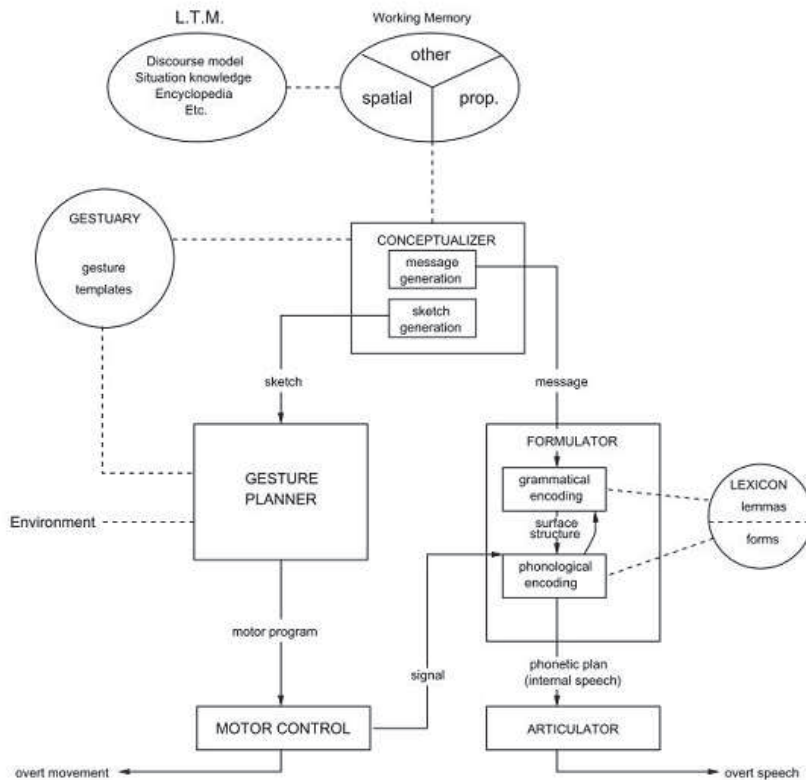 L.T.M.
Working Memory
Discourse model
Situation knowledge
Encyclopedia
Etc.
other
spatial
prop.
GESTUARY
gesture
templates
CONCEPTUALIZER
message
generation
sketch
generation
sketch
message
GESTURE
PLANNER
Environment
FORMULATOR
grammatical
encoding
surface
structure
phonological
encoding
LEXICON
lemmas
forms
motor program
signal
phonetic plan
(internal speech)
MOTOR CONTROL
ARTICULATOR
overt movement
overt speech